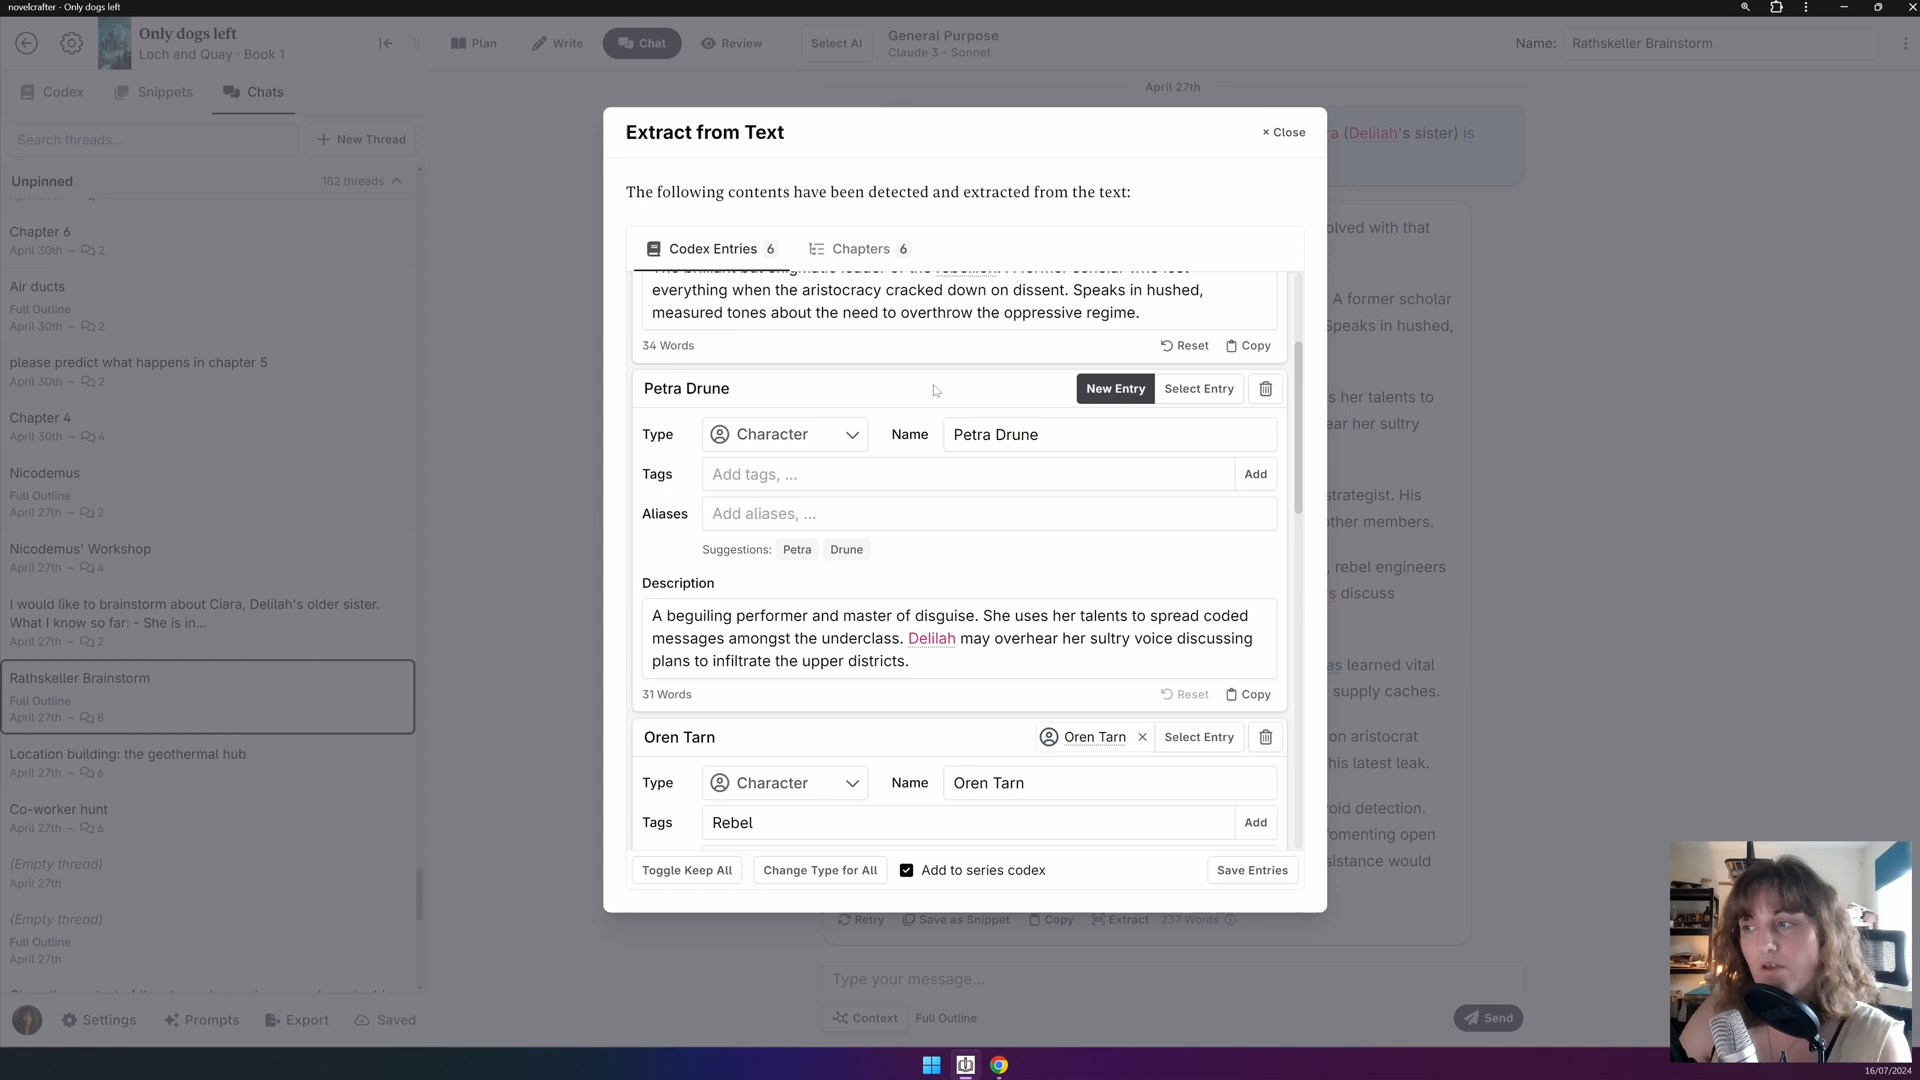 novelcrafter - Only dogs left
Only dogs left
Loch and Quay · Book 1
Plan
Write
Chat
Review
Select AI
General Purpose
Claude 3 - Sonnet
Name:
Rathskeller Brainstorm
Codex
Snippets
Chats
Search threads...
New Thread
Unpinned
182 threads
Chapter 6
April 30th – 2
Air ducts
Full Outline
April 30th – 2
please predict what happens in chapter 5
April 30th – 2
Chapter 4
April 30th – 4
Nicodemus
Full Outline
April 27th – 2
Nicodemus' Workshop
April 27th – 4
I would like to brainstorm about Ciara, Delilah's older sister.
What I know so far: - She is in...
April 27th – 2
Rathskeller Brainstorm
Full Outline
April 27th – 8
Location building: the geothermal hub
April 27th – 6
Co-worker hunt
April 27th – 6
(Empty thread)
April 27th
(Empty thread)
Full Outline
April 27th
Settings
Prompts
Export
Saved
April 27th
(Delilah's sister) is
olved with that
A former scholar
Speaks in hushed,
s her talents to
ear her sultry
strategist. His
other members.
, rebel engineers
rs discuss
as learned vital
supply caches.
on aristocrat
his latest leak.
void detection.
fomenting open
sistance would
Extract from Text
× Close
The following contents have been detected and extracted from the text:
Codex Entries 6
Chapters 6
everything when the aristocracy cracked down on dissent. Speaks in hushed,
measured tones about the need to overthrow the oppressive regime.
34 Words
Reset
Copy
Petra Drune
New Entry
Select Entry
Type
Character
Name
Petra Drune
Tags
Add tags, ...
Add
Aliases
Add aliases, ...
Suggestions:
Petra
Drune
Description
A beguiling performer and master of disguise. She uses her talents to spread coded
messages amongst the underclass. Delilah may overhear her sultry voice discussing
plans to infiltrate the upper districts.
31 Words
Reset
Copy
Oren Tarn
Oren Tarn
Select Entry
Type
Character
Name
Oren Tarn
Tags
Rebel
Add
Toggle Keep All
Change Type for All
Add to series codex
Save Entries
Retry
Save as Snippet
Copy
Extract
237 Words
Type your message...
Context
Full Outline
Send
16/07/2024